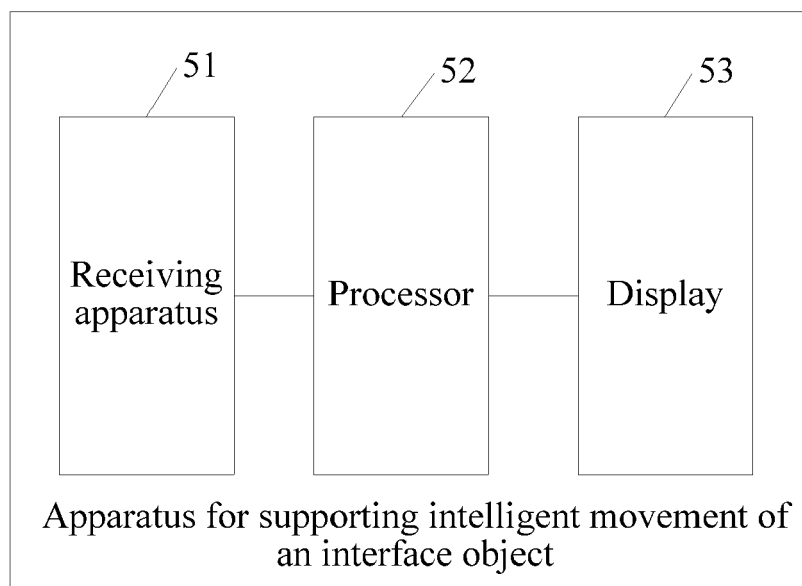 51
52
53
Receiving
apparatus
Processor
Display
Apparatus for supporting intelligent movement of
an interface object